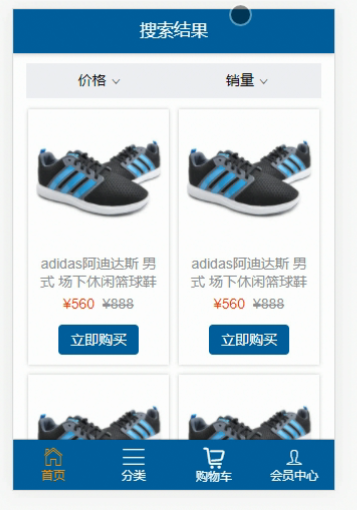 搜索结果
价格 销量
adidas阿迪达斯 男式 场下休闲篮球鞋
¥560 ¥888
立即购买
adidas阿迪达斯 男式 场下休闲篮球鞋
¥560 ¥888
立即购买
首页 分类 购物车 会员中心